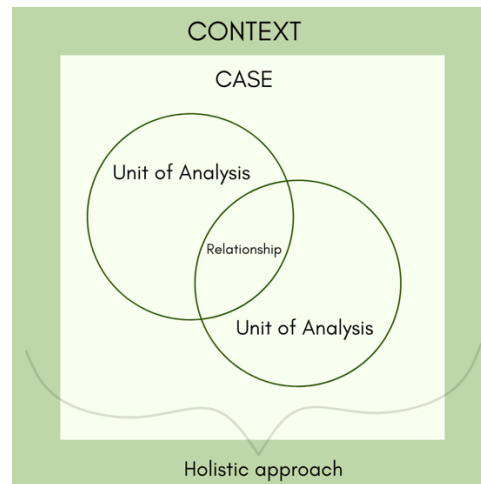 CONTEXT
CASE
Unit of Analysis
Relationship
Unit of Analysis
Holistic approach